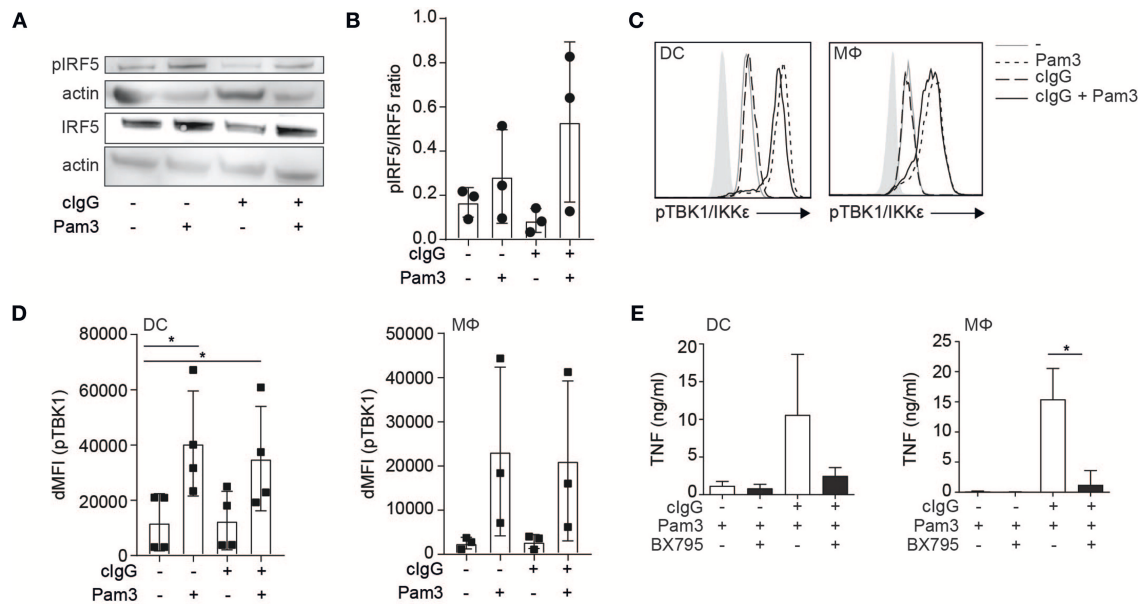 A
pIRF5
actin
IRF5
actin
cIgG - - + +
Pam3 - + - +
B
pIRF5/IRF5 ratio
1.0
0.8
0.6
0.4
0.2
0.0
cIgG - - + +
Pam3 - + - +
C
DC
MΦ
pTBK1/IKKε
pTBK1/IKKε
-
Pam3
cIgG
cIgG + Pam3
D
DC
dMFI (pTBK1)
80000
60000
40000
20000
0
*
*
cIgG - - + +
Pam3 - + - +
MΦ
dMFI (pTBK1)
50000
40000
30000
20000
10000
0
cIgG - - + +
Pam3 - + - +
E
DC
TNF (ng/ml)
20
15
10
5
0
cIgG - - + +
Pam3 + + + +
BX795 - + - +
MΦ
TNF (ng/ml)
25
20
15
10
5
0
*
cIgG - - + +
Pam3 + + + +
BX795 - + - +